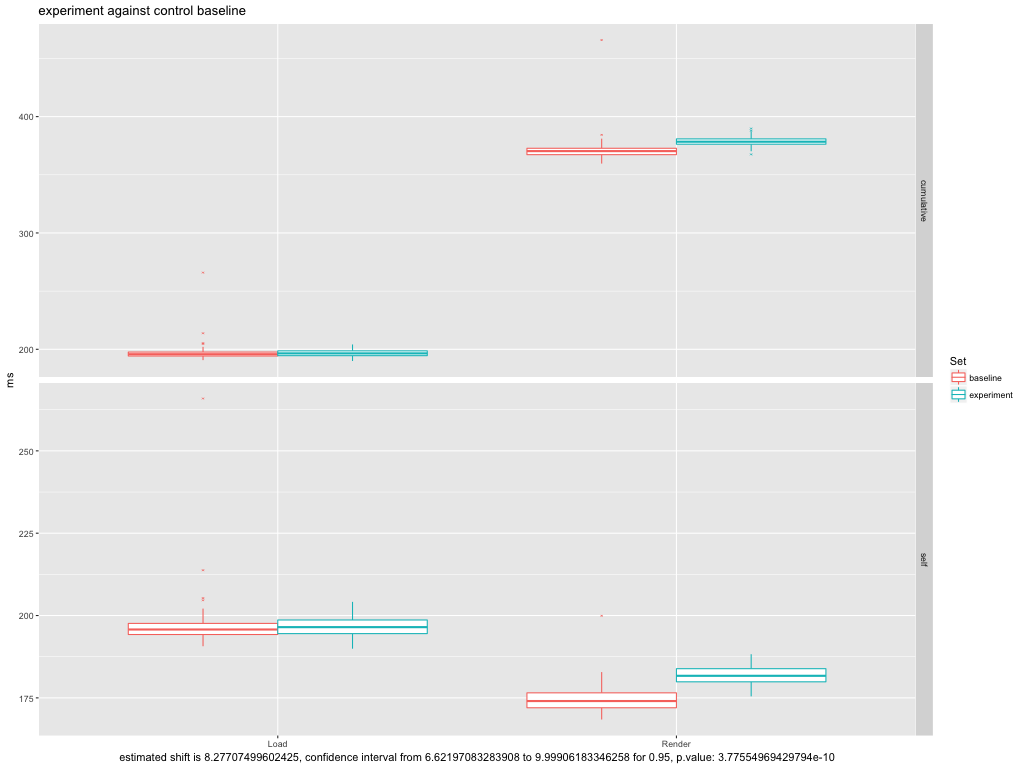 experiment against control baseline
400
300
200
cumulative
ms
250
225
200
175
self
Load Render
estimated shift is 8.27707499602425, confidence interval from 6.62197083283908 to 9.99906183346258 for 0.95, p.value: 3.77554969429794e-10
Set
baseline
experiment